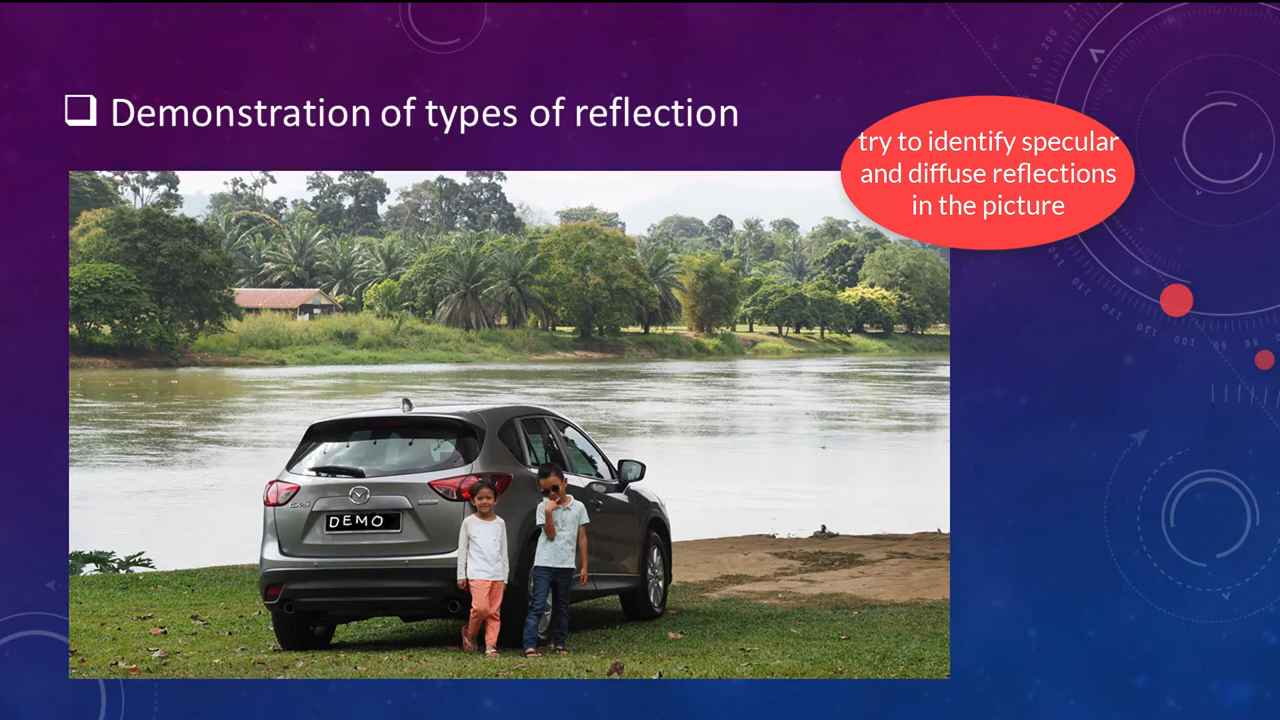 Demonstration of types of reflection
try to identify specular
and diffuse reflections
in the picture
DEMO